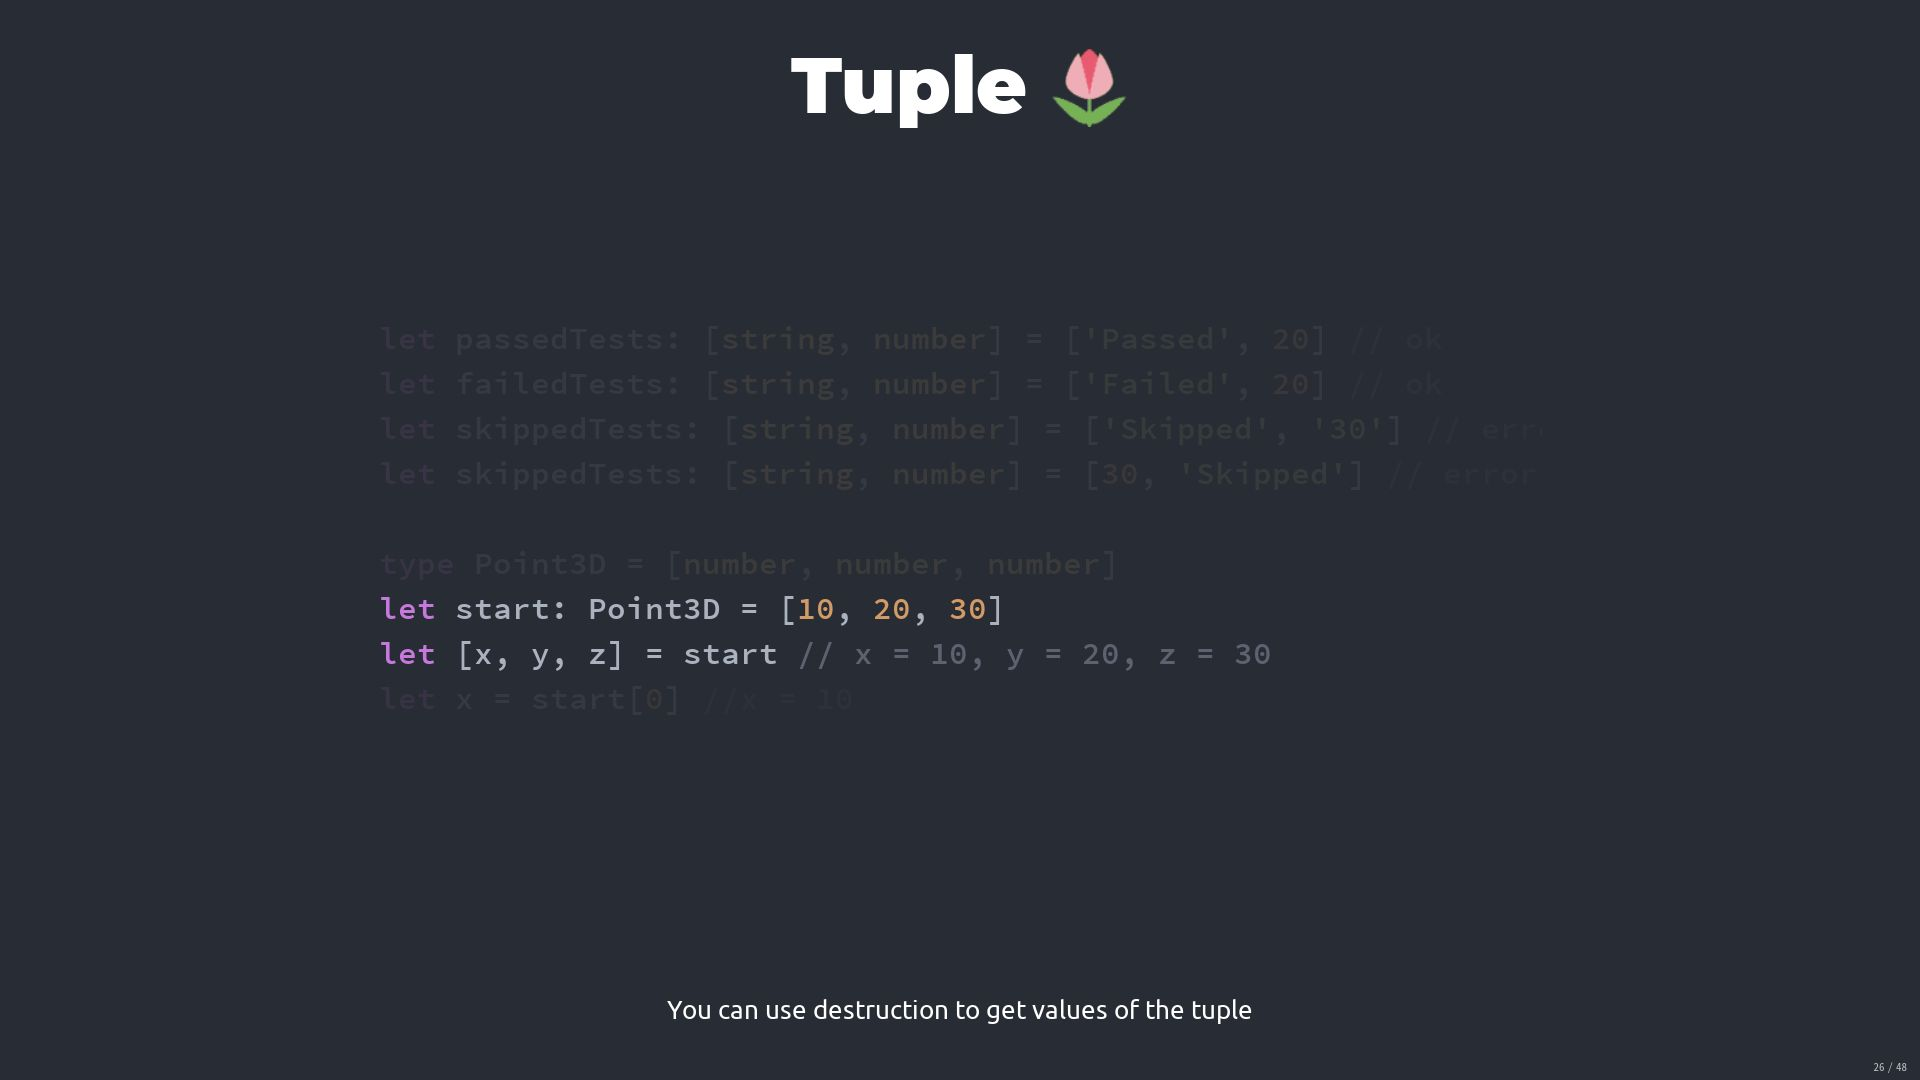 Tuple 🌷
let passedTests: [string, number] = ['Passed', 20] // ok
let failedTests: [string, number] = ['Failed', 20] // ok
let skippedTests: [string, number] = ['Skipped', '30'] //
let skippedTests: [string, number] = [30, 'Skipped'] // error
type Point3D = [number, number, number]
let start: Point3D = [10, 20, 30]
let [x, y, z] = start // x = 10, y = 20, z = 30
let x = start[0] //x = 10
You can use destruction to get values of the tuple
26 / 48